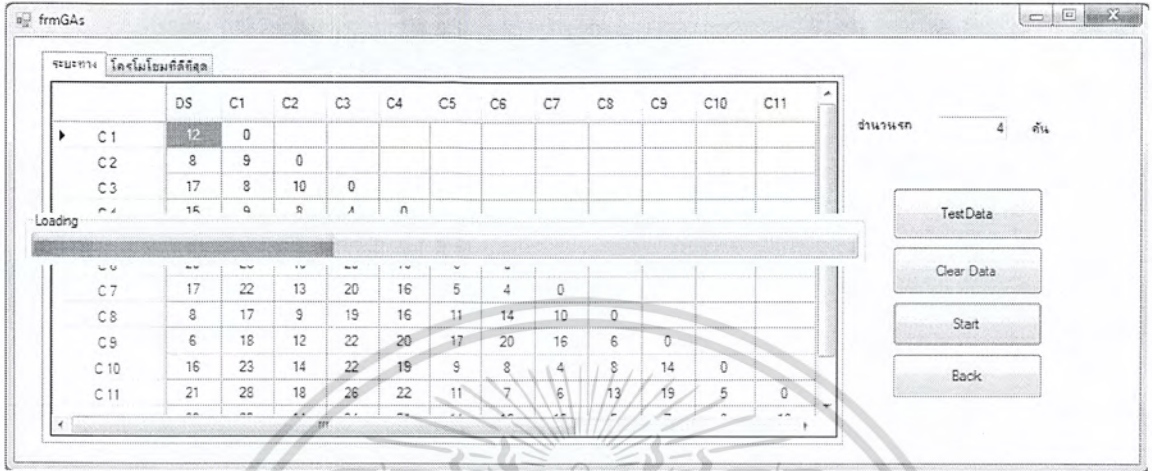 frmGAs
ระยะทาง โครโมโซมที่ดีที่สุด
DS C1 C2 C3 C4 C5 C6 C7 C8 C9 C10 C11
C 1 12 0
C 2 8 9 0
C 3 17 8 10 0
C 4 15 9 8 4 0
Loading
C 7 17 22 13 20 16 5 4 0
C 8 8 17 9 19 16 11 14 10 0
C 9 6 18 12 22 20 17 20 16 6 0
C 10 16 23 14 22 19 9 8 4 8 14 0
C 11 21 28 18 26 22 11 7 6 13 19 5 0
จำนวนรถ 4 คัน
TestData
Clear Data
Start
Back